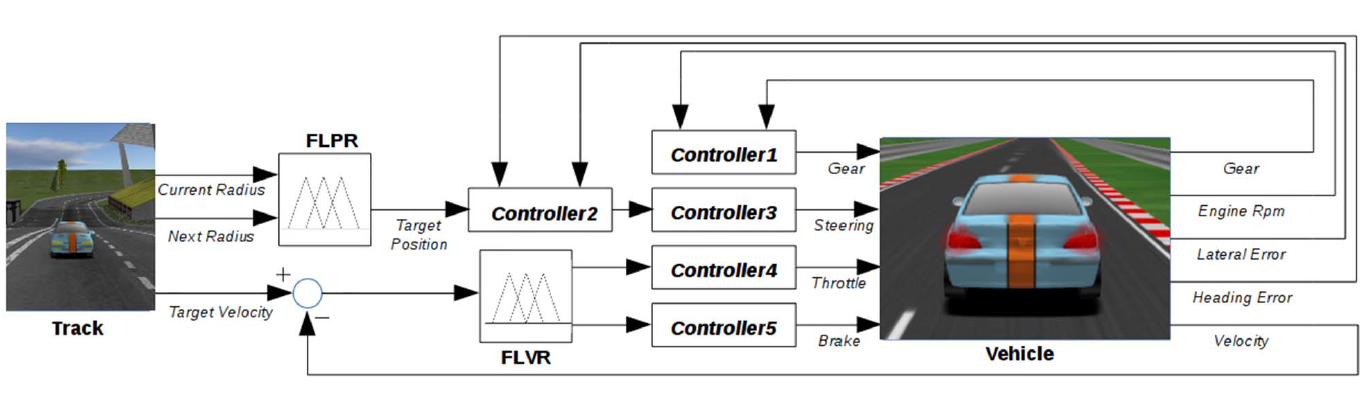 FLPR
Current Radius
Next Radius
Target Velocity
Track
+
−
Target
Position
FLVR
Controller1
Controller2
Controller3
Controller4
Controller5
Gear
Steering
Throttle
Brake
Vehicle
Gear
Engine Rpm
Lateral Error
Heading Error
Velocity